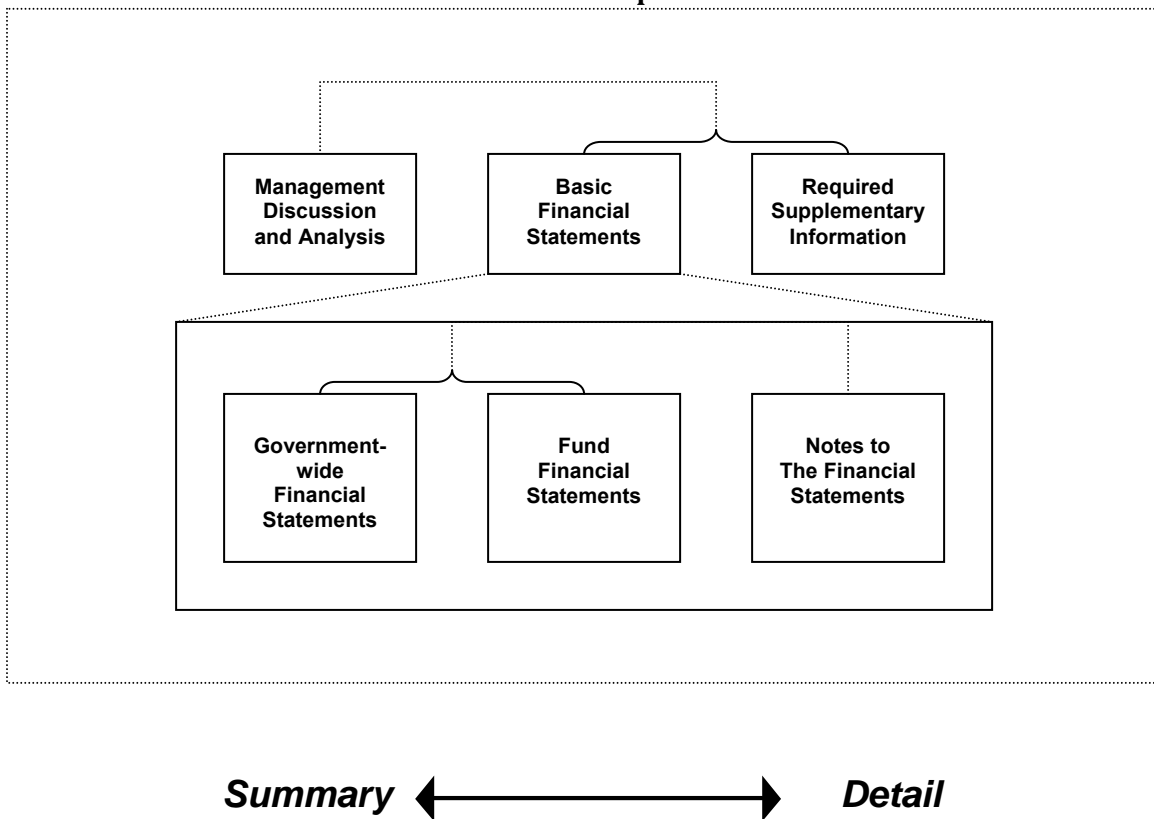 Management
Discussion
and Analysis
Basic
Financial
Statements
Required
Supplementary
Information
Government-
wide
Financial
Statements
Fund
Financial
Statements
Notes to
The Financial
Statements
Summary
Detail